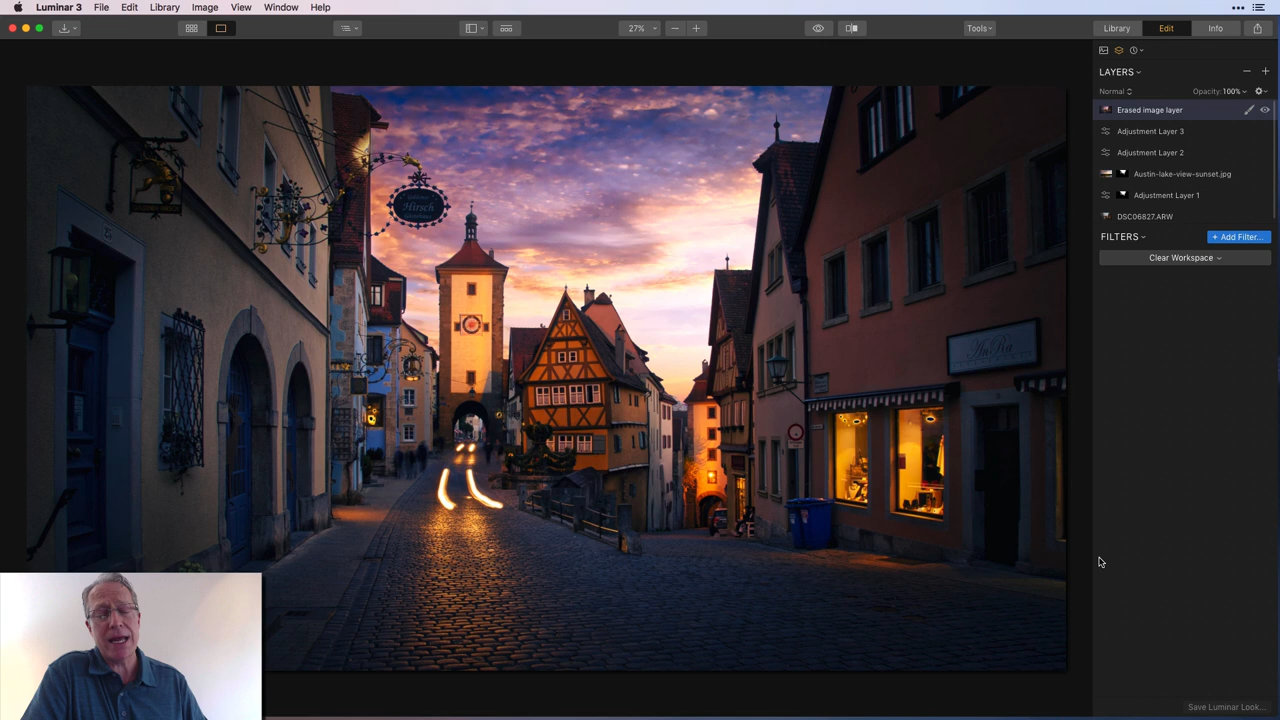 Luminar 3 File Edit Library Image View Window Help
27% Tools Library Edit Info
LAYERS
Normal Opacity: 100%
Erased image layer
Adjustment Layer 3
Adjustment Layer 2
Austin-lake-view-sunset.jpg
Adjustment Layer 1
DSC06827.ARW
FILTERS + Add Filter...
Clear Workspace
Hirsch
AnRa
Save Luminar Look...